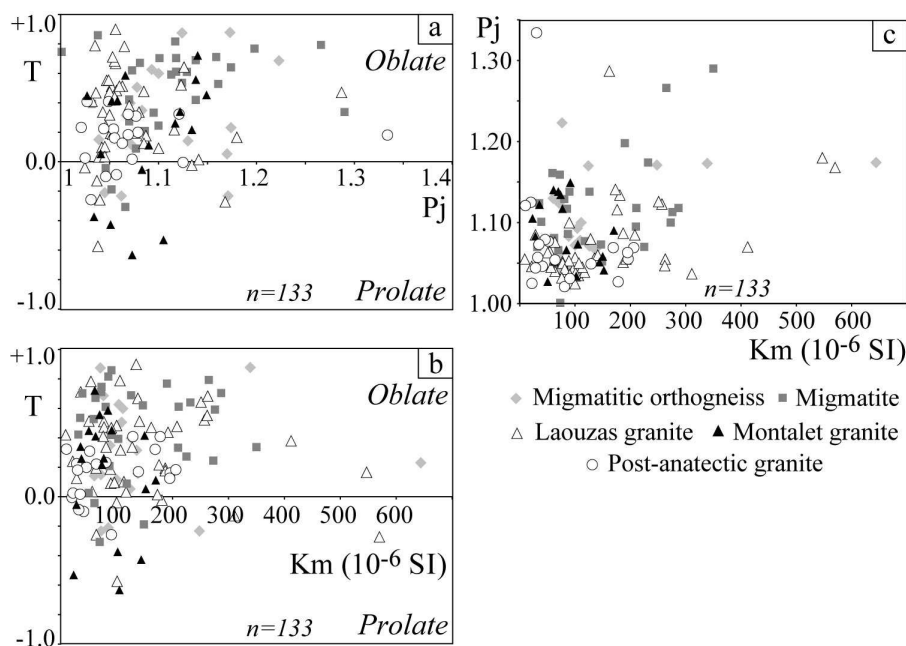 +1.0
T
0.0
-1.0
a
Oblate
1 1.1 1.2 1.3 1.4
Pj
n=133 Prolate
+1.0
T
0.0
-1.0
b
Oblate
100 200 300 400 500 600
Km (10-6 SI)
n=133 Prolate
Pj
1.30
1.20
1.10
1.00
c
n=133
100 200 300 400 500 600
Km (10-6 SI)
Migmatitic orthogneiss Migmatite
Laouzas granite Montalet granite
Post-anatectic granite